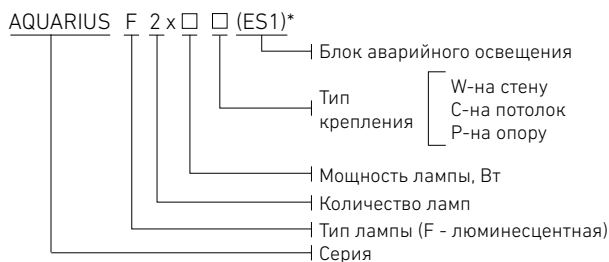 AQUARIUS F 2 x □ □ (ES1)*
Блок аварийного освещения
Тип
крепления
W-на стену
C-на потолок
P-на опору
Мощность лампы, Вт
Количество ламп
Тип лампы (F - люминесцентная)
Серия